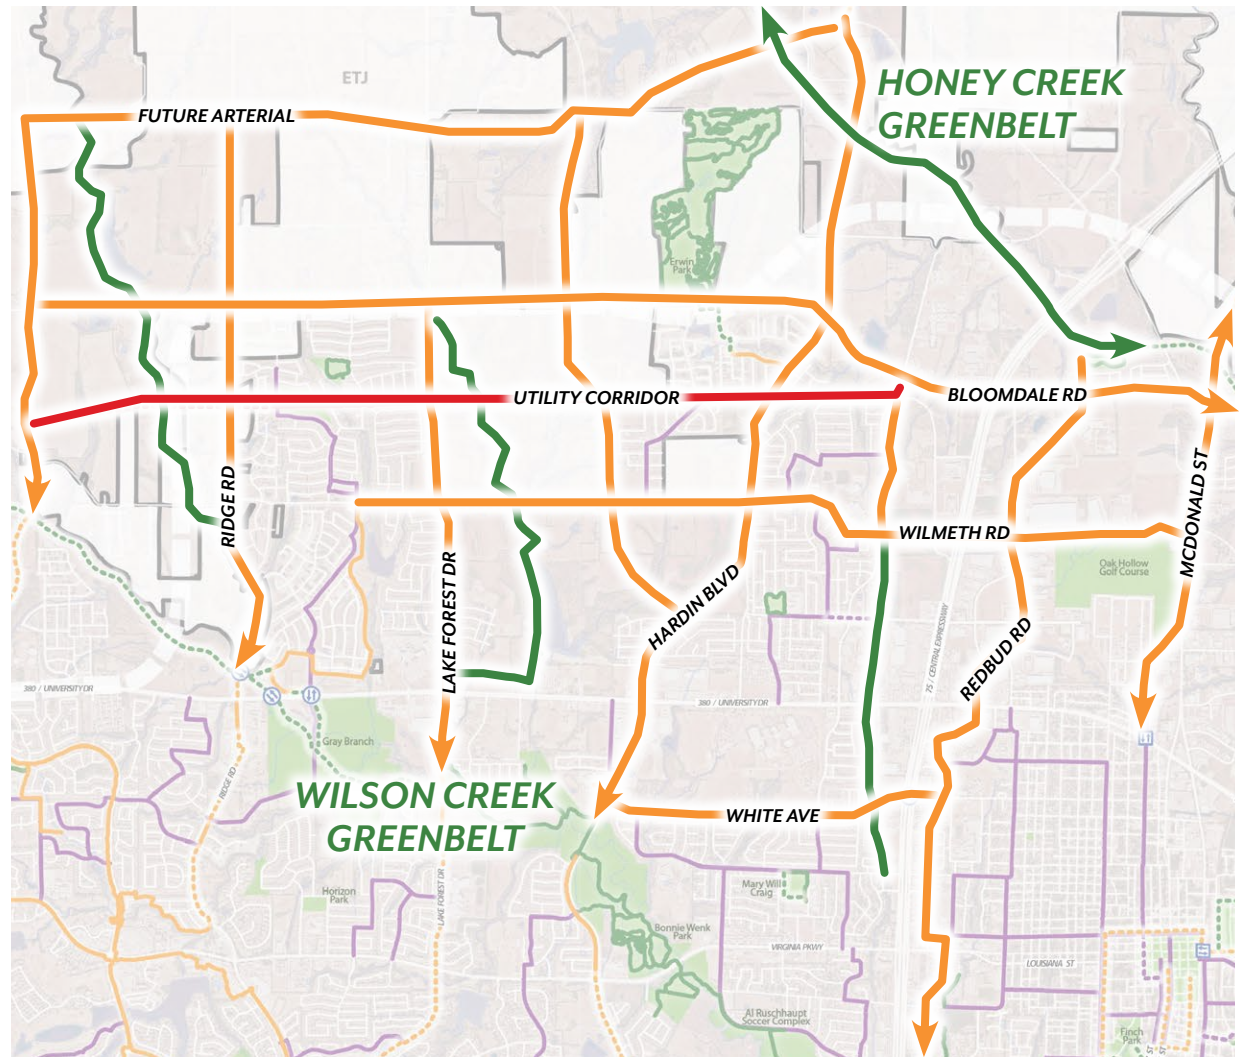 ETJ
HONEY CREEK
GREENBELT
FUTURE ARTERIAL
Erwin
Park
UTILITY CORRIDOR
BLOOMDALE RD
RIDGE RD
WILMETH RD
MCDONALD ST
Oak Hollow
Golf Course
LAKE FOREST DR
HARDIN BLVD
75 / CENTRAL EXPRESSWAY
REDBUD RD
380 / UNIVERSITY DR
380 / UNIVERSITY DR
Gray Branch
RIDGE RD
WILSON CREEK
GREENBELT
WHITE AVE
Horizon
Park
LAKE FOREST DR
Mary Will
Craig
Bonnie Wenk
Park
VIRGINIA PKWY
LOUISIANA ST
Al Ruschhaupt
Soccer Complex
Finch
Park
ST
ST